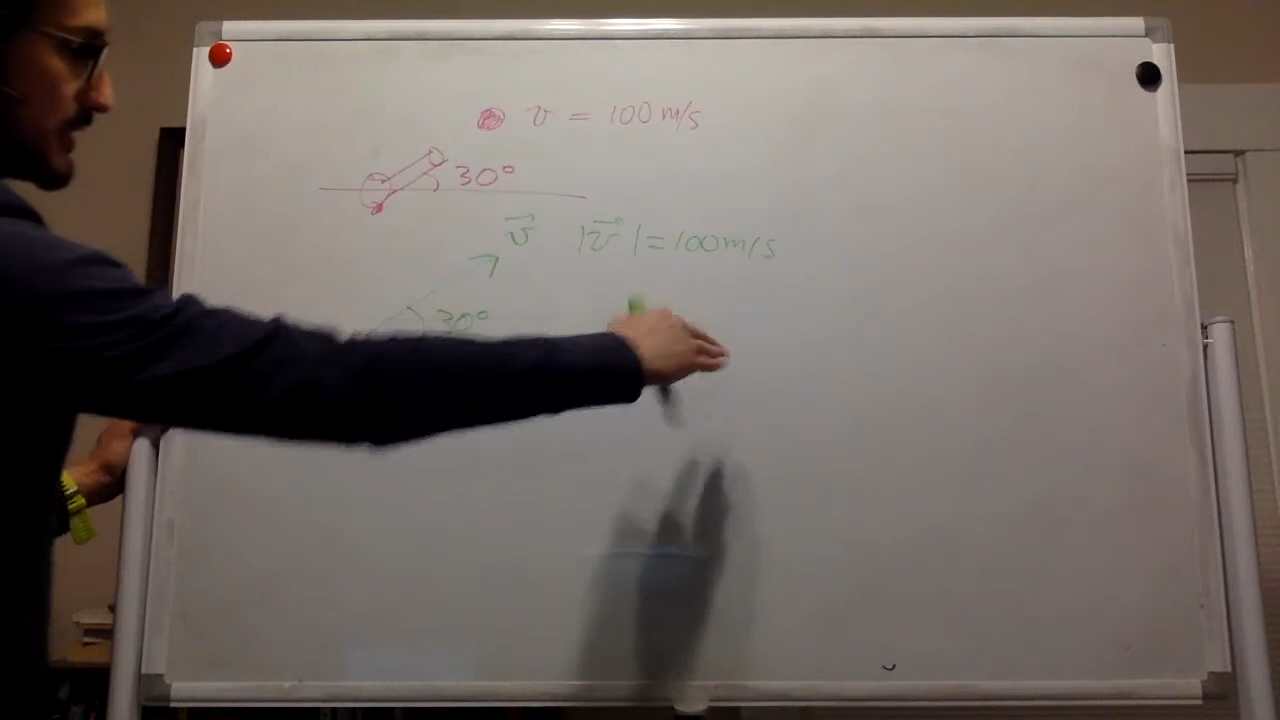 v = 100 m/s
30°
v⃗ |v⃗| = 100 m/s
30°